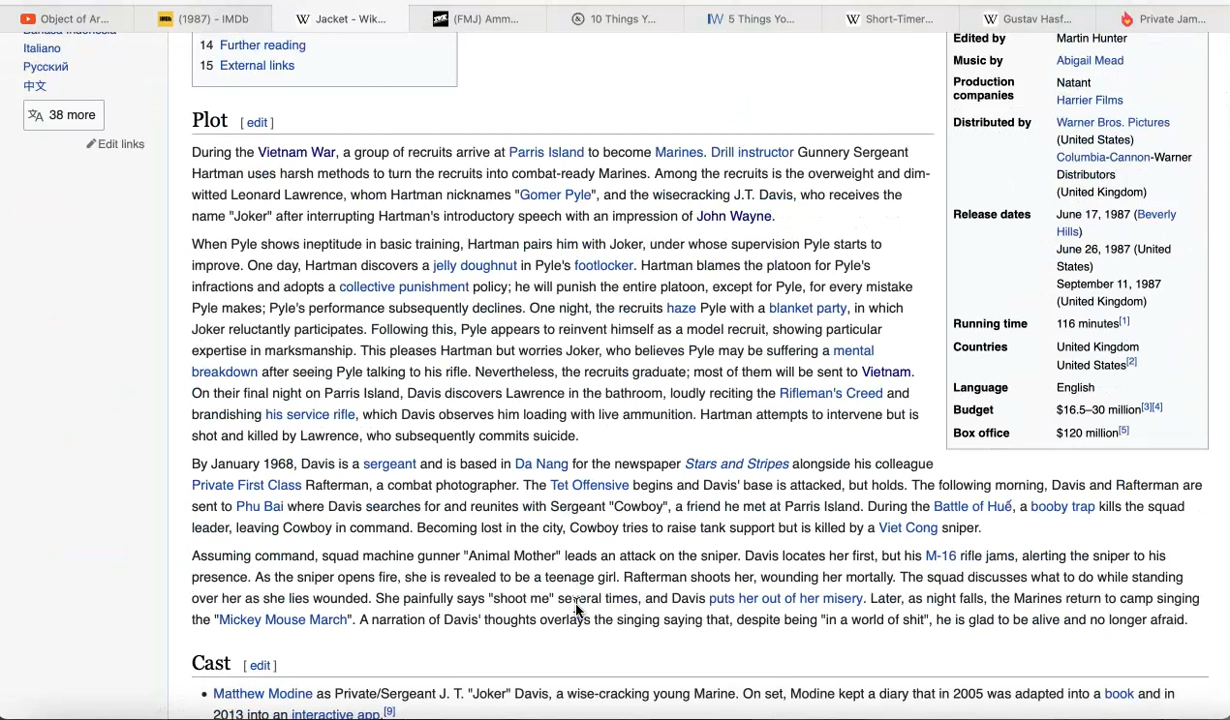 Object of Ar...
(1987) - IMDb
Jacket - Wik...
(FMJ) Amm...
10 Things Y...
5 Things Yo...
Short-Timer...
Gustav Hasf...
Private Jam...
Bahasa Indonesia
Italiano
Русский
中文
38 more
Edit links
14 Further reading
15 External links
Plot [ edit ]
During the Vietnam War, a group of recruits arrive at Parris Island to become Marines. Drill instructor Gunnery Sergeant
Hartman uses harsh methods to turn the recruits into combat-ready Marines. Among the recruits is the overweight and dim-
witted Leonard Lawrence, whom Hartman nicknames "Gomer Pyle", and the wisecracking J.T. Davis, who receives the
name "Joker" after interrupting Hartman's introductory speech with an impression of John Wayne.
When Pyle shows ineptitude in basic training, Hartman pairs him with Joker, under whose supervision Pyle starts to
improve. One day, Hartman discovers a jelly doughnut in Pyle's footlocker. Hartman blames the platoon for Pyle's
infractions and adopts a collective punishment policy; he will punish the entire platoon, except for Pyle, for every mistake
Pyle makes; Pyle's performance subsequently declines. One night, the recruits haze Pyle with a blanket party, in which
Joker reluctantly participates. Following this, Pyle appears to reinvent himself as a model recruit, showing particular
expertise in marksmanship. This pleases Hartman but worries Joker, who believes Pyle may be suffering a mental
breakdown after seeing Pyle talking to his rifle. Nevertheless, the recruits graduate; most of them will be sent to Vietnam.
On their final night on Parris Island, Davis discovers Lawrence in the bathroom, loudly reciting the Rifleman's Creed and
brandishing his service rifle, which Davis observes him loading with live ammunition. Hartman attempts to intervene but is
shot and killed by Lawrence, who subsequently commits suicide.
By January 1968, Davis is a sergeant and is based in Da Nang for the newspaper Stars and Stripes alongside his colleague
Private First Class Rafterman, a combat photographer. The Tet Offensive begins and Davis' base is attacked, but holds. The following morning, Davis and Rafterman are
sent to Phu Bai where Davis searches for and reunites with Sergeant "Cowboy", a friend he met at Parris Island. During the Battle of Huế, a booby trap kills the squad
leader, leaving Cowboy in command. Becoming lost in the city, Cowboy tries to raise tank support but is killed by a Viet Cong sniper.
Assuming command, squad machine gunner "Animal Mother" leads an attack on the sniper. Davis locates her first, but his M-16 rifle jams, alerting the sniper to his
presence. As the sniper opens fire, she is revealed to be a teenage girl. Rafterman shoots her, wounding her mortally. The squad discusses what to do while standing
over her as she lies wounded. She painfully says "shoot me" several times, and Davis puts her out of her misery. Later, as night falls, the Marines return to camp singing
the "Mickey Mouse March". A narration of Davis' thoughts overlays the singing saying that, despite being "in a world of shit", he is glad to be alive and no longer afraid.
Cast [ edit ]
• Matthew Modine as Private/Sergeant J. T. "Joker" Davis, a wise-cracking young Marine. On set, Modine kept a diary that in 2005 was adapted into a book and in
2013 into an interactive app.[9]
Edited by Martin Hunter
Music by Abigail Mead
Production Natant
companies Harrier Films
Distributed by Warner Bros. Pictures
(United States)
Columbia-Cannon-Warner
Distributors
(United Kingdom)
Release dates June 17, 1987 (Beverly
Hills)
June 26, 1987 (United
States)
September 11, 1987
(United Kingdom)
Running time 116 minutes[1]
Countries United Kingdom
United States[2]
Language English
Budget $16.5–30 million[3][4]
Box office $120 million[5]